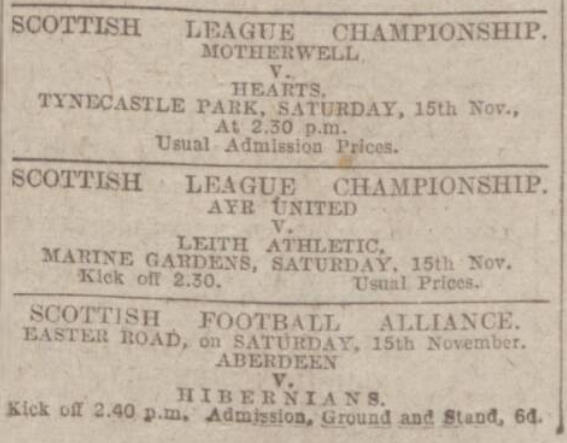 SCOTTISH LEAGUE CHAMPIONSHIP.
MOTHERWELL
V.
HEARTS,
TYNECASTLE PARK, SATURDAY, 15th Nov.,
At 2.30 p.m.
Usual Admission Prices.
SCOTTISH LEAGUE CHAMPIONSHIP.
AYR UNITED
V.
LEITH ATHLETIC,
MARINE GARDENS, SATURDAY, 15th Nov.
Kick off 2.30. Usual Prices.
SCOTTISH FOOTBALL ALLIANCE.
EASTER ROAD, on SATURDAY, 15th November.
ABERDEEN
V.
HIBERNIANS.
Kick off 2.40 p.m. Admission, Ground and Stand, 6d.